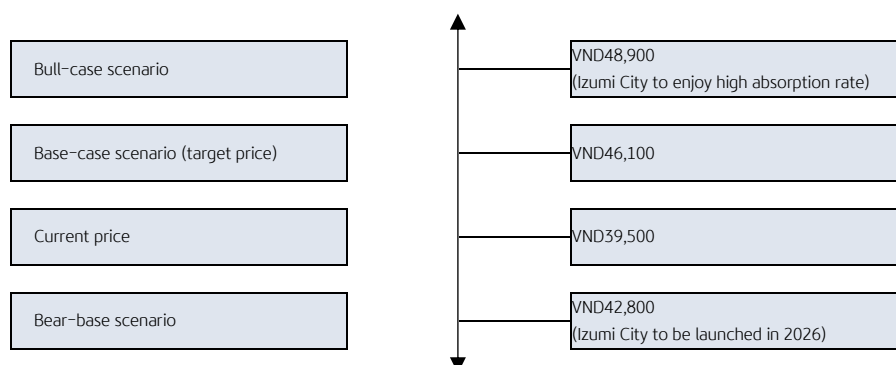 Bull-case scenario
VND48,900
(Izumi City to enjoy high absorption rate)
Base-case scenario (target price)
VND46,100
Current price
VND39,500
Bear-base scenario
VND42,800
(Izumi City to be launched in 2026)